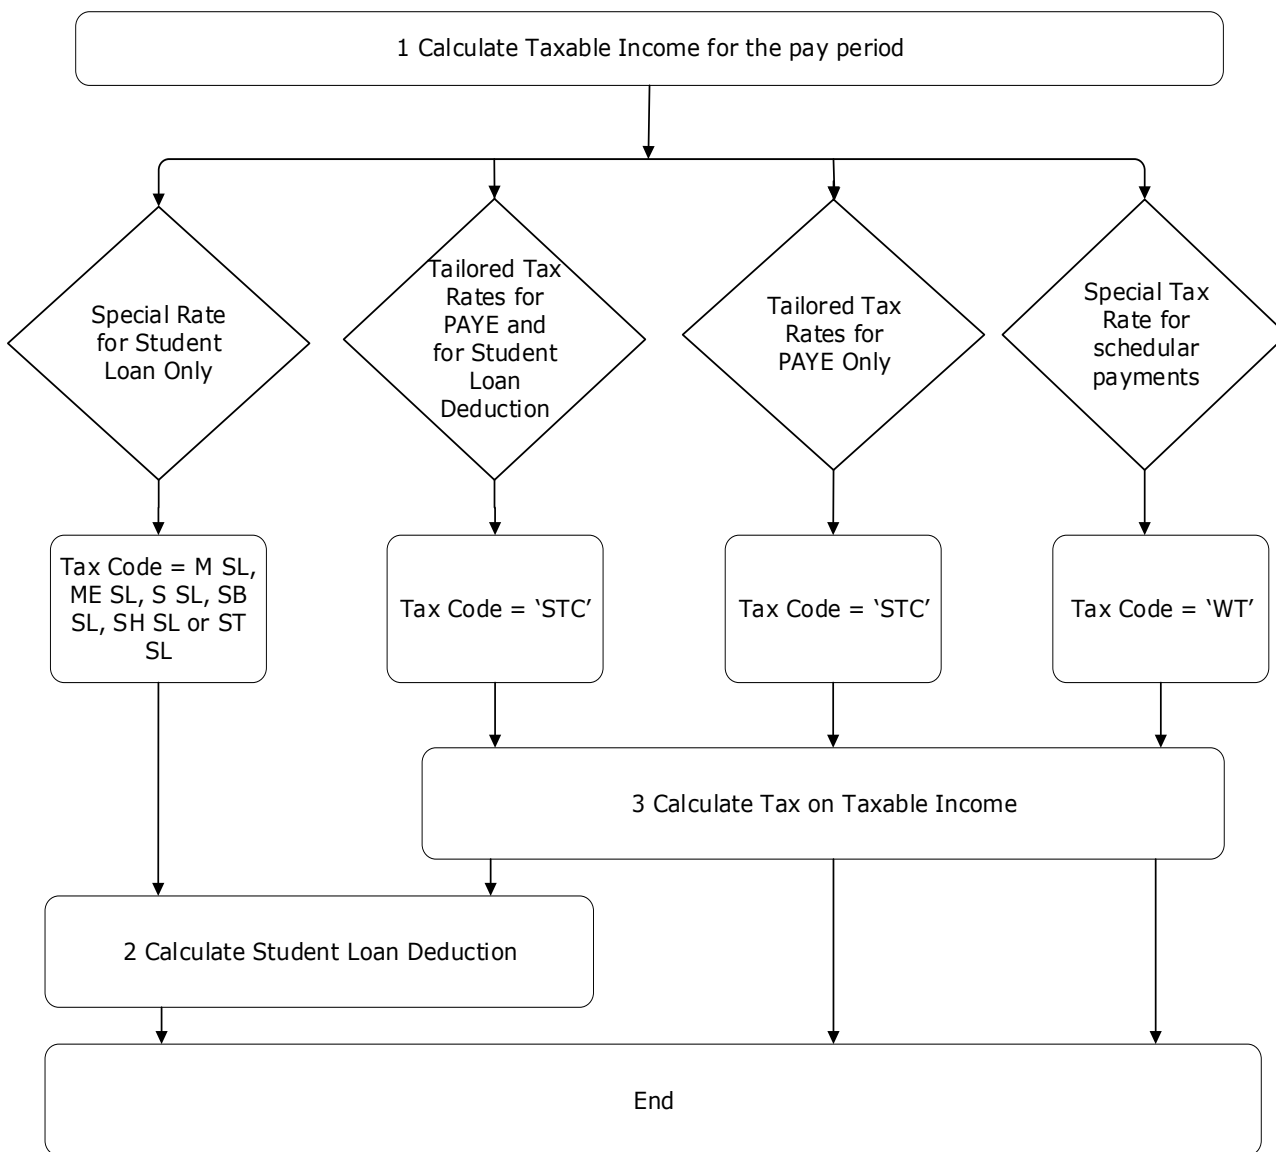 1 Calculate Taxable Income for the pay period
Special Rate
for Student
Loan Only
Tailored Tax
Rates for
PAYE and
for Student
Loan
Deduction
Tailored Tax
Rates for
PAYE Only
Special Tax
Rate for
schedular
payments
Tax Code = M SL,
ME SL, S SL, SB
SL, SH SL or ST
SL
Tax Code = ‘STC’
Tax Code = ‘STC’
Tax Code = ‘WT’
3 Calculate Tax on Taxable Income
2 Calculate Student Loan Deduction
End